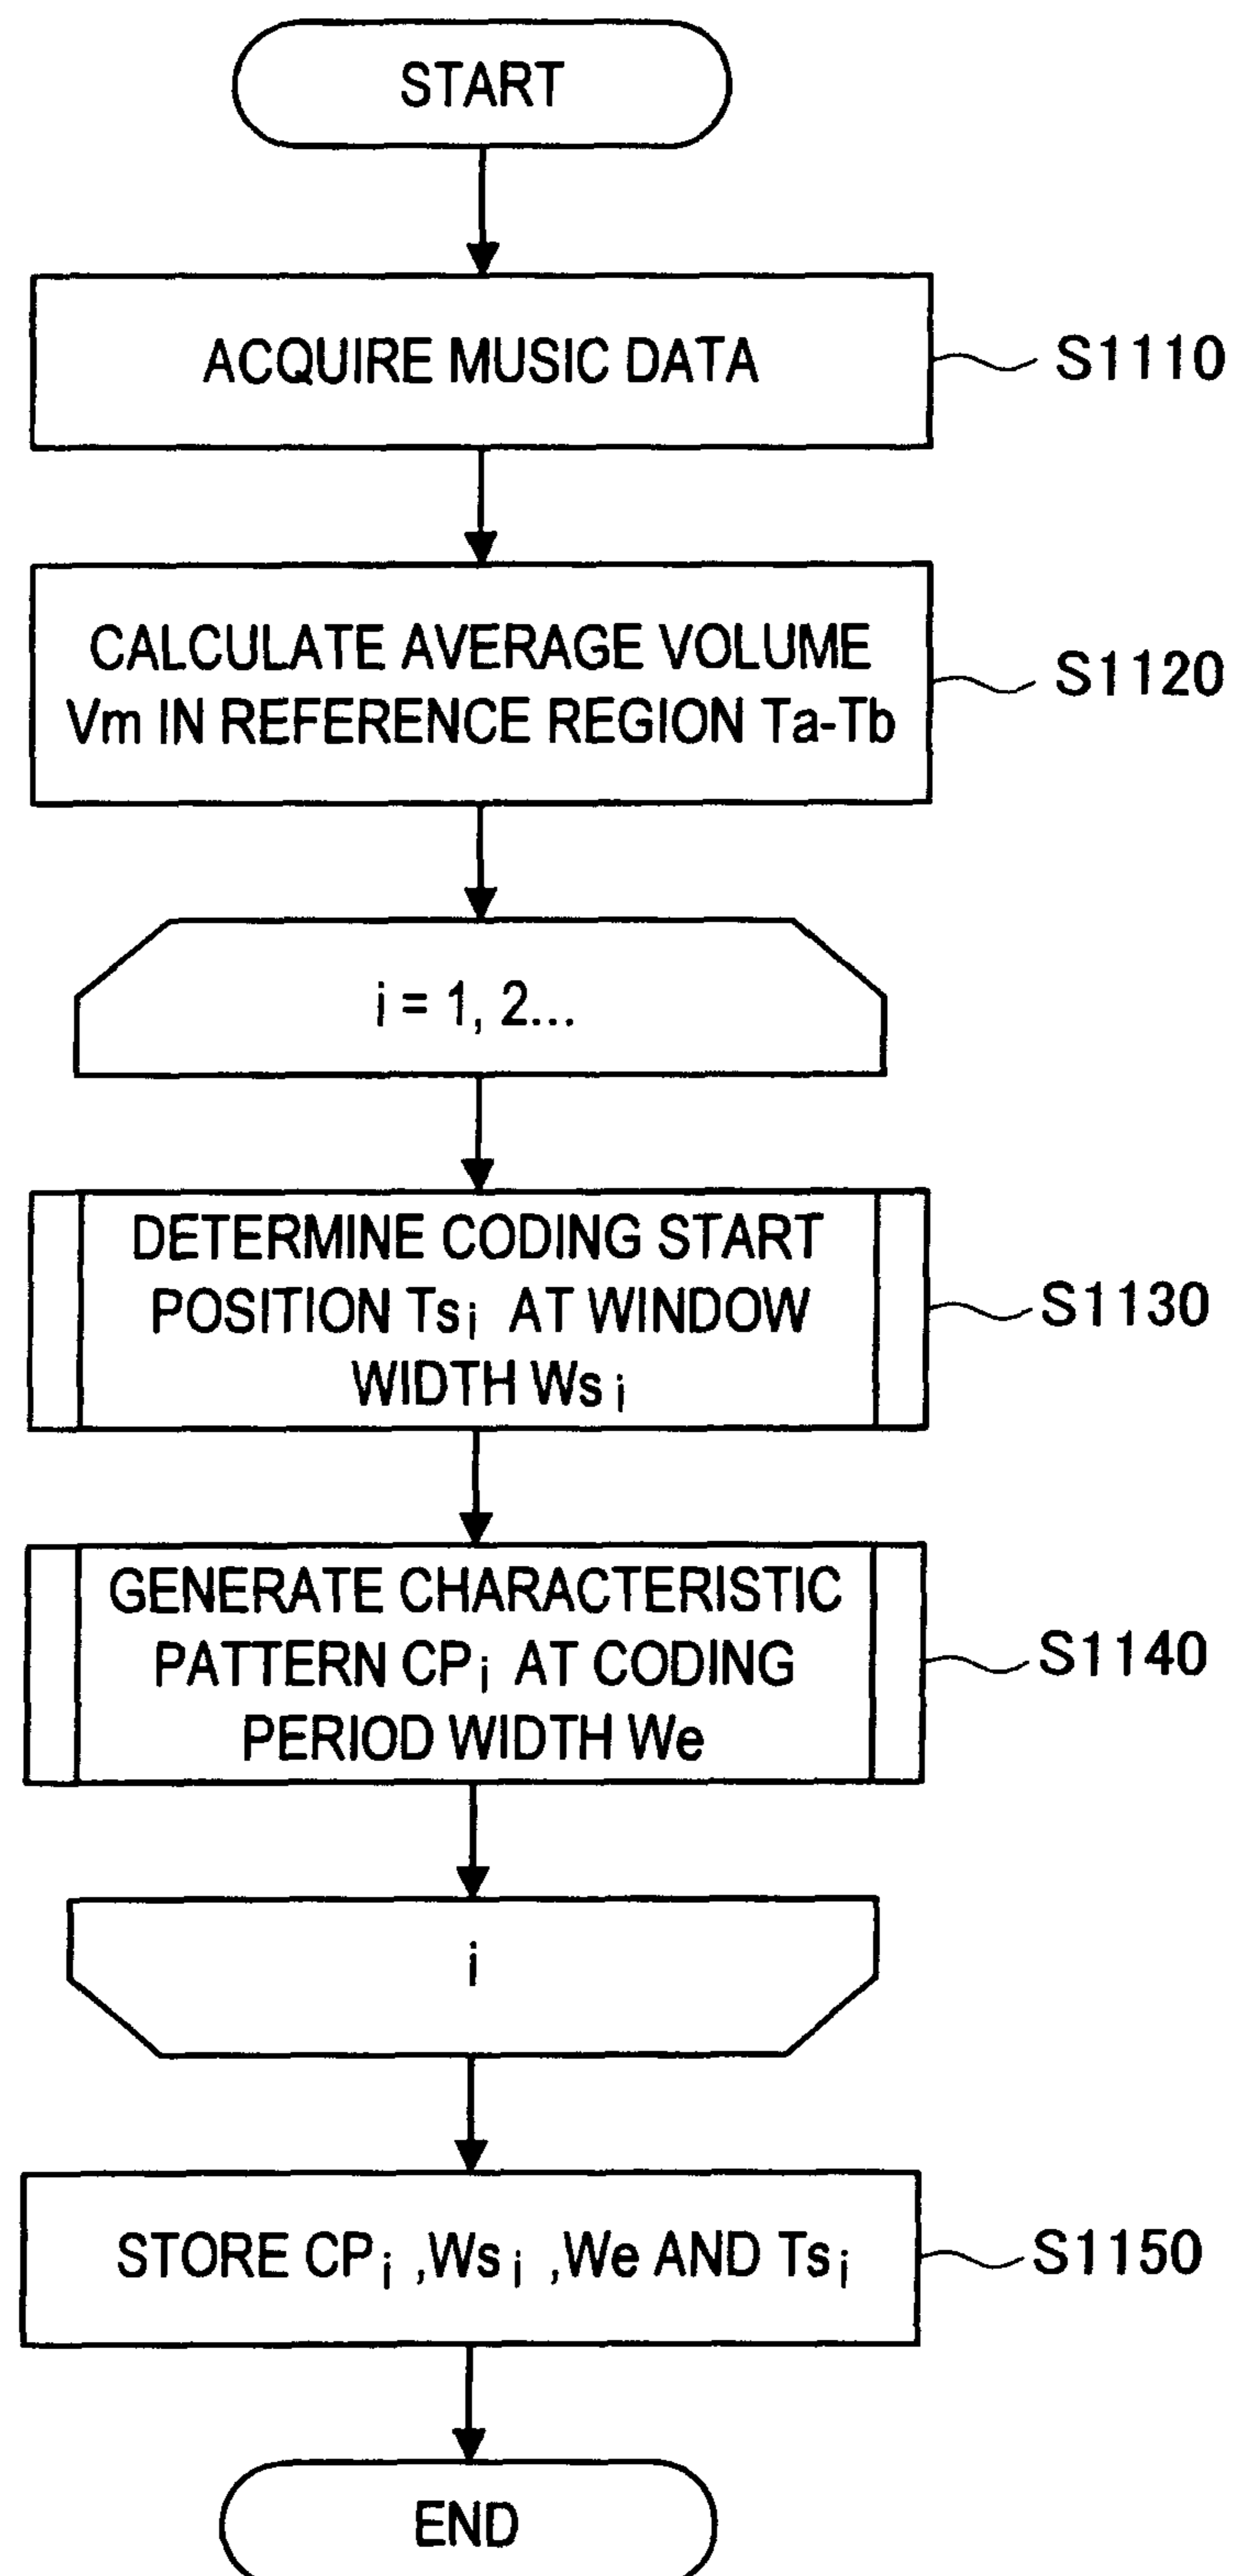 START
ACQUIRE MUSIC DATA
S1110
CALCULATE AVERAGE VOLUME
Vm IN REFERENCE REGION Ta-Tb
S1120
i = 1, 2...
DETERMINE CODING START
POSITION Tsi AT WINDOW
WIDTH Wsi
S1130
GENERATE CHARACTERISTIC
PATTERN CPi AT CODING
PERIOD WIDTH We
S1140
i
STORE CPi ,Wsi ,We AND Tsi
S1150
END